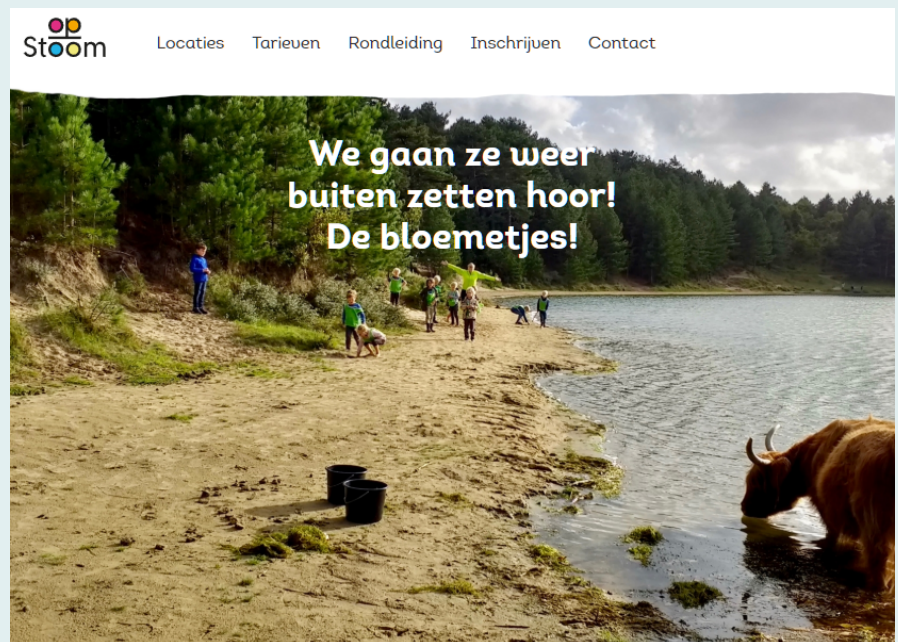 op
Stoom
Locaties Tarieven Rondleiding Inschrijven Contact
We gaan ze weer
buiten zetten hoor!
De bloemetjes!